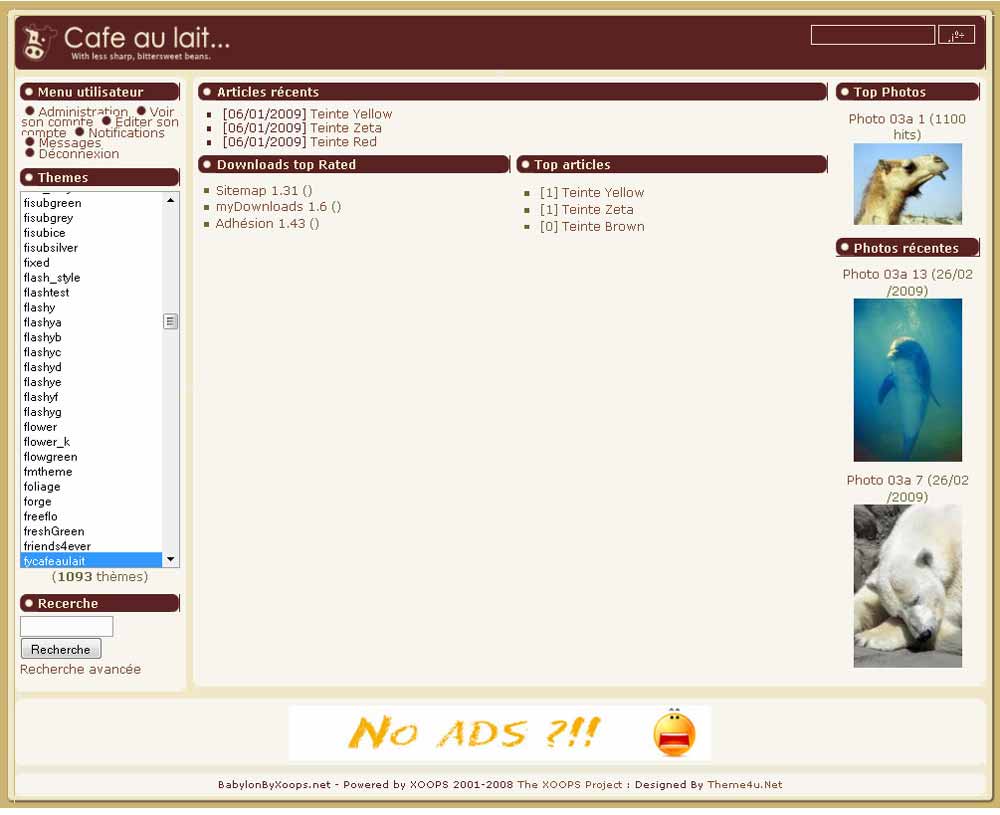 Cafe au lait...
With less sharp, bittersweet beans.
Menu utilisateur
Administration Voir
son compte Editer son
compte Notifications
Messages
Déconnexion
Themes
fisubgreen
fisubgrey
fisubice
fisubsilver
fixed
flash_style
flashtest
flashy
flashya
flashyb
flashyc
flashyd
flashye
flashyf
flashyg
flower
flower_k
flowgreen
fmtheme
foliage
forge
freeflo
freshGreen
friends4ever
fycafeaulait
(1093 thèmes)
Recerche
Recherche
Recherche avancée
Articles récents
[06/01/2009] Teinte Yellow
[06/01/2009] Teinte Zeta
[06/01/2009] Teinte Red
Downloads top Rated
Sitemap 1.31 ()
myDownloads 1.6 ()
Adhésion 1.43 ()
Top articles
[1] Teinte Yellow
[1] Teinte Zeta
[0] Teinte Brown
Top Photos
Photo 03a 1 (1100
hits)
Photos récentes
Photo 03a 13 (26/02
/2009)
Photo 03a 7 (26/02
/2009)
No ADS ?!!
BabylonByXoops.net - Powered by XOOPS 2001-2008 The XOOPS Project : Designed By Theme4u.Net